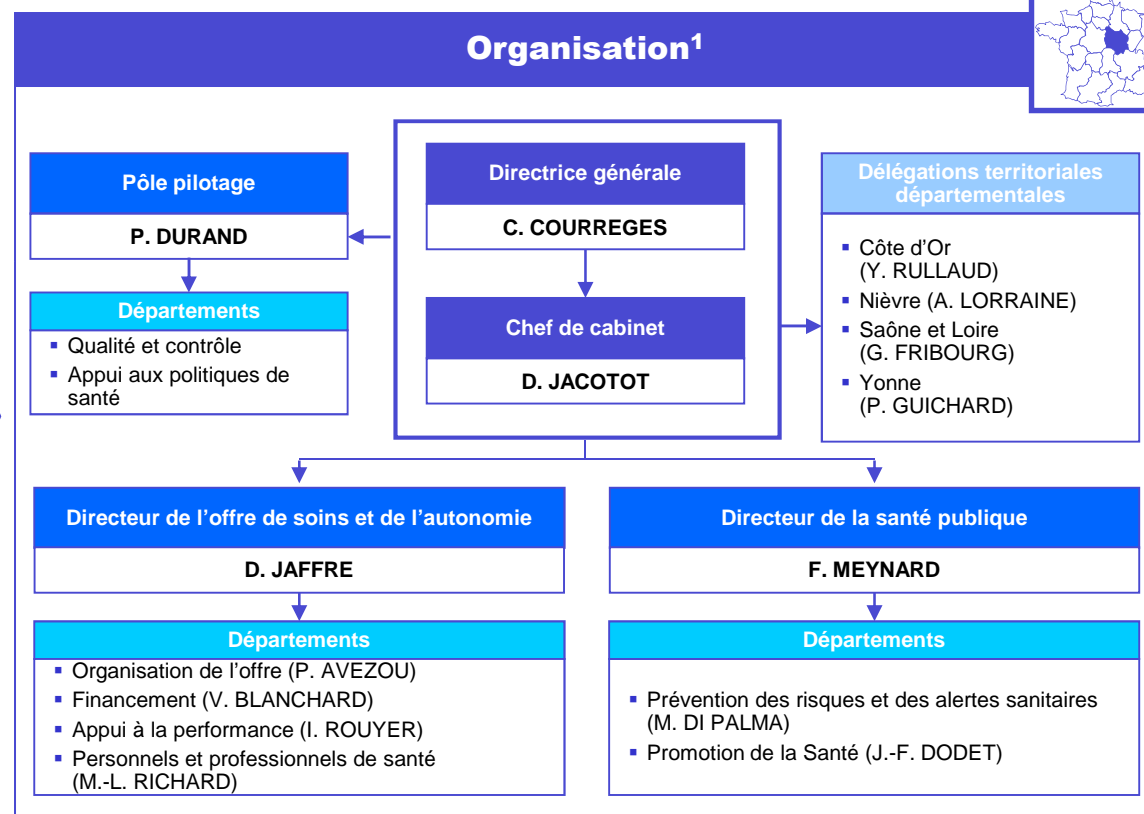 Organisation¹
Pôle pilotage
P. DURAND
Départements
▪ Qualité et contrôle
▪ Appui aux politiques de
santé
Directrice générale
C. COURREGES
Chef de cabinet
D. JACOTOT
Délégations territoriales
départementales
▪ Côte d’Or
(Y. RULLAUD)
▪ Nièvre (A. LORRAINE)
▪ Saône et Loire
(G. FRIBOURG)
▪ Yonne
(P. GUICHARD)
Directeur de l’offre de soins et de l’autonomie
D. JAFFRE
Départements
▪ Organisation de l’offre (P. AVEZOU)
▪ Financement (V. BLANCHARD)
▪ Appui à la performance (I. ROUYER)
▪ Personnels et professionnels de santé
(M.-L. RICHARD)
Directeur de la santé publique
F. MEYNARD
Départements
▪ Prévention des risques et des alertes sanitaires
(M. DI PALMA)
▪ Promotion de la Santé (J.-F. DODET)